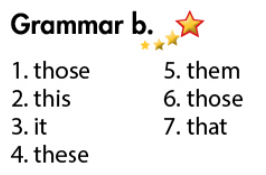 Grammar b.
1. those
2. this
3. it
4. these
5. them
6. those
7. that